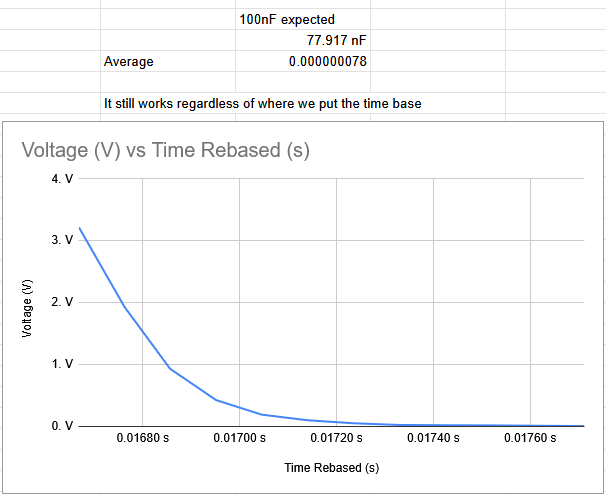 100nF expected
77.917 nF
Average 0.000000078
It still works regardless of where we put the time base
Voltage (V) vs Time Rebased (s)
4. V
3. V
2. V
1. V
0. V
Voltage (V)
0.01680 s 0.01700 s 0.01720 s 0.01740 s 0.01760 s
Time Rebased (s)